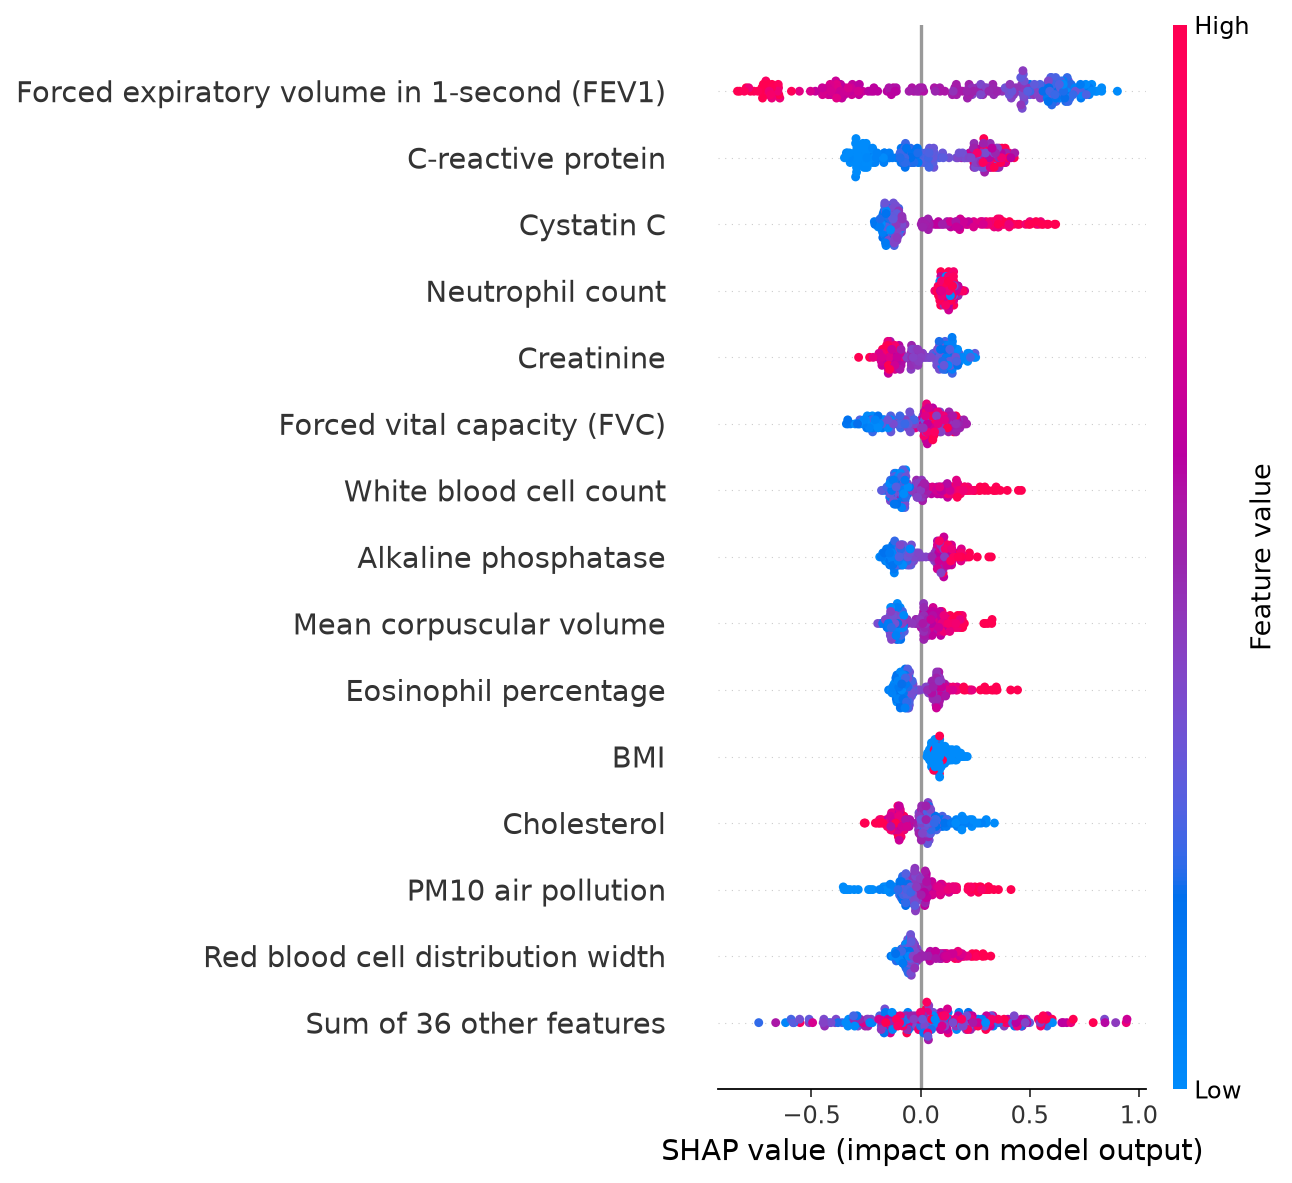 High
Forced expiratory volume in 1-second (FEV1)
C-reactive protein
Cystatin C
Neutrophil count
Creatinine
Forced vital capacity (FVC)
White blood cell count
Alkaline phosphatase
Mean corpuscular volume
Eosinophil percentage
BMI
Cholesterol
PM10 air pollution
Red blood cell distribution width
Sum of 36 other features
Feature value
Low
−0.5 0.0 0.5 1.0
SHAP value (impact on model output)